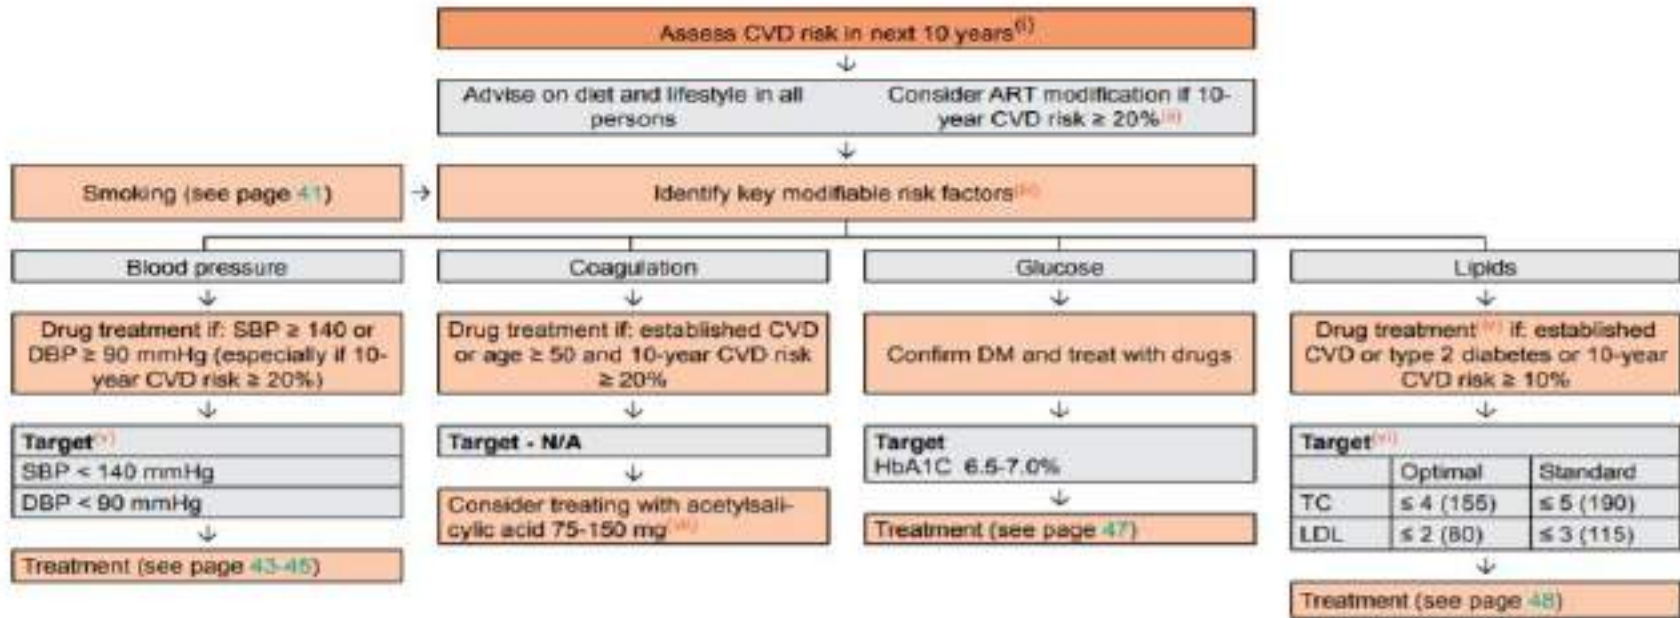 Assess CVD risk in next 10 years(i)
Advise on diet and lifestyle in all
persons
Consider ART modification if 10-
year CVD risk ≥ 20%(ii)
Smoking (see page 41)
Identify key modifiable risk factors(iii)
Blood pressure
Drug treatment if: SBP ≥ 140 or
DBP ≥ 90 mmHg (especially if 10-
year CVD risk ≥ 20%)
Target(v)
SBP < 140 mmHg
DBP < 90 mmHg
Treatment (see page 43-45)
Coagulation
Drug treatment if: established CVD
or age ≥ 50 and 10-year CVD risk
≥ 20%
Target - N/A
Consider treating with acetylsali-
cylic acid 75-150 mg(vii)
Glucose
Confirm DM and treat with drugs
Target
HbA1C 6.5-7.0%
Treatment (see page 47)
Lipids
Drug treatment(iv) if: established
CVD or type 2 diabetes or 10-year
CVD risk ≥ 10%
Target(vi)
Optimal Standard
TC ≤ 4 (155) ≤ 5 (190)
LDL ≤ 2 (80) ≤ 3 (115)
Treatment (see page 48)